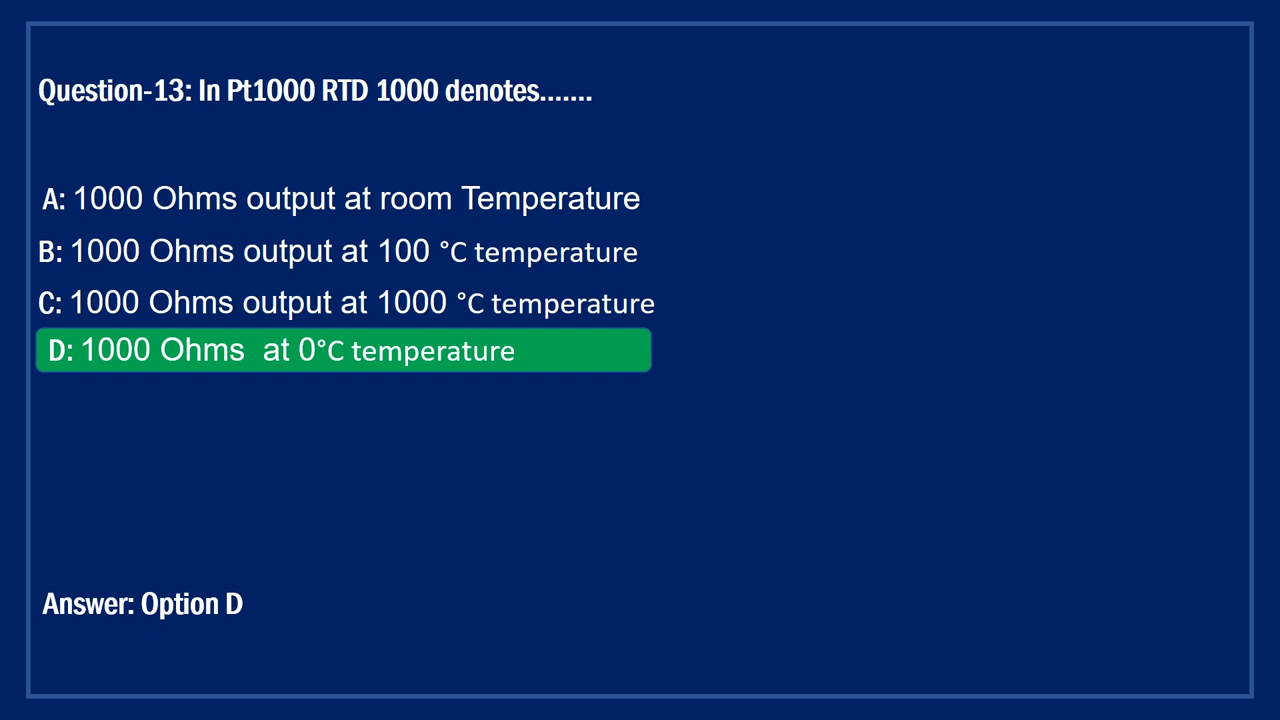 Question-13: In Pt1000 RTD 1000 denotes.......
A: 1000 Ohms output at room Temperature
B: 1000 Ohms output at 100 °C temperature
C: 1000 Ohms output at 1000 °C temperature
D: 1000 Ohms  at 0°C temperature
Answer: Option D